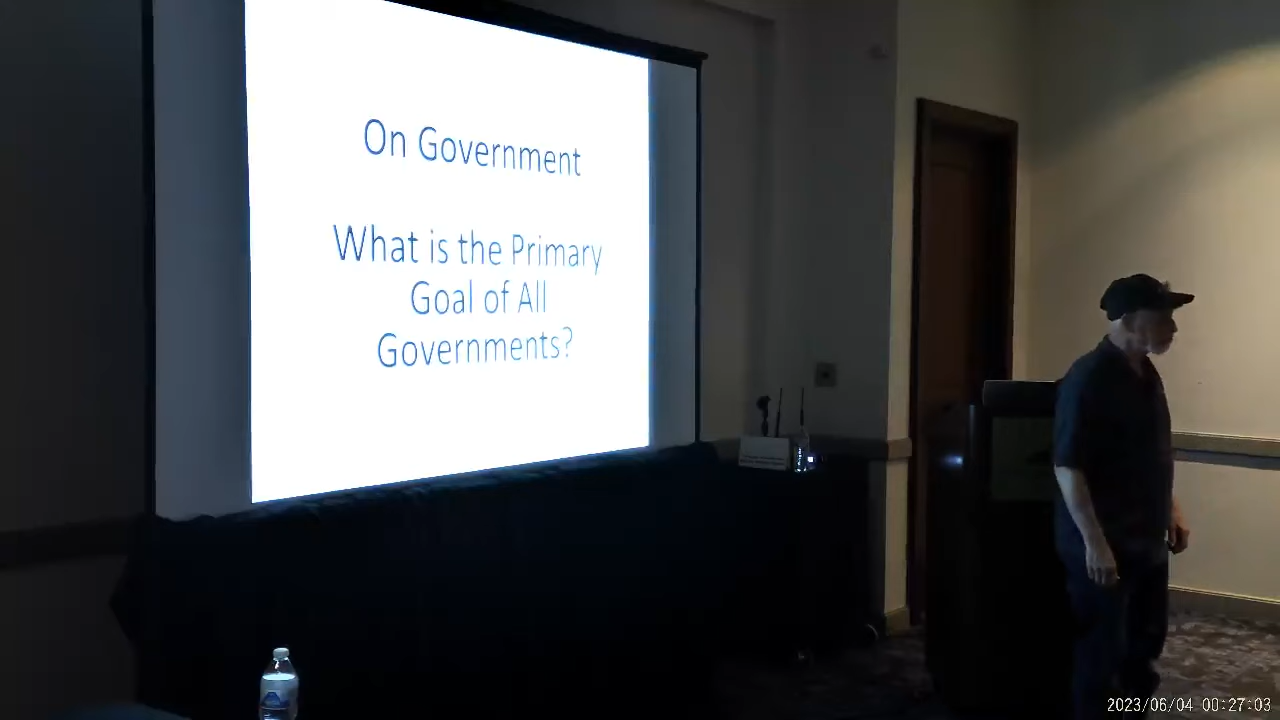 On Government
What is the Primary
Goal of All
Governments?
2023/06/04 00:27:03